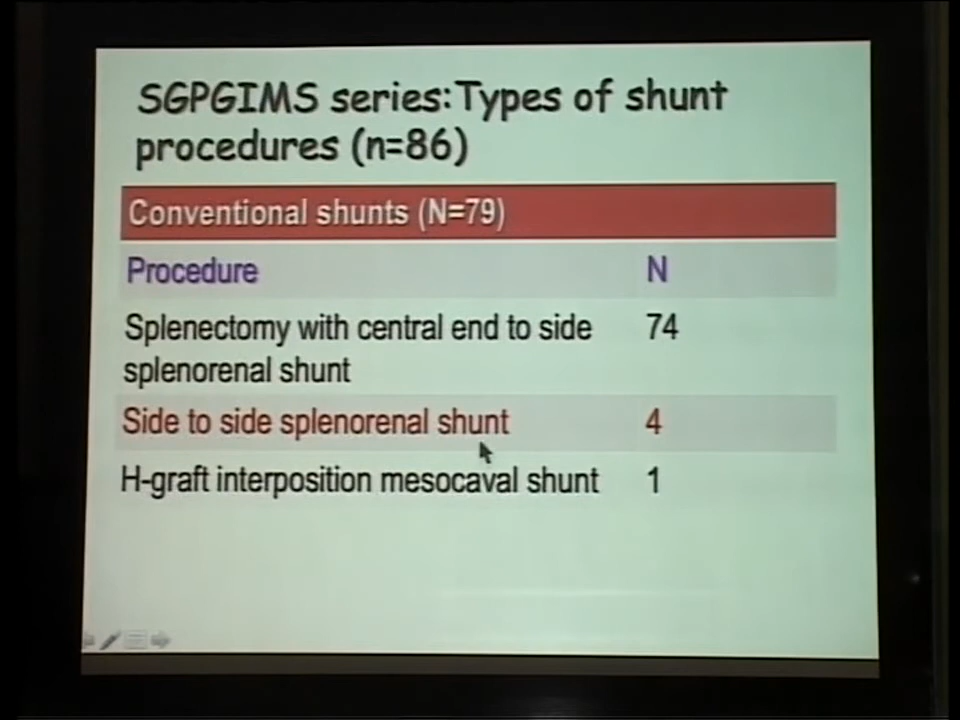 SGPGIMS series:Types of shunt
procedures (n=86)
Conventional shunts (N=79)
Procedure N
Splenectomy with central end to side 74
splenorenal shunt
Side to side splenorenal shunt 4
H-graft interposition mesocaval shunt 1